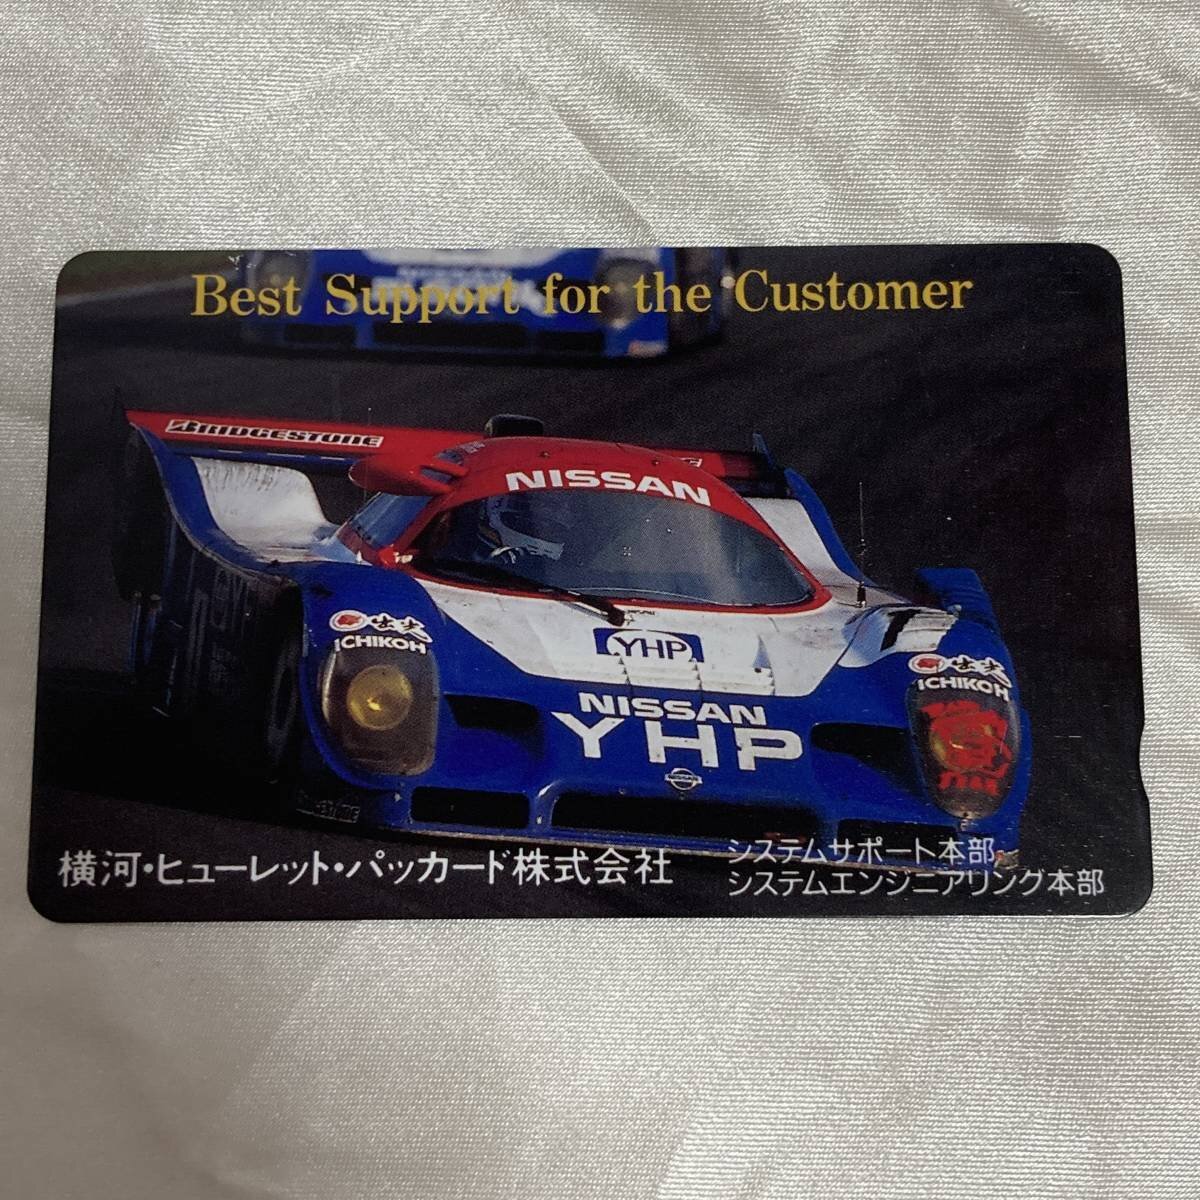 Best Support for the Customer
BRIDGESTONE
NISSAN
ICHIKOH
YHP
ICHIKOH
NISSAN
YHP
横河・ヒューレット・パッカード株式会社
システムサポート本部
システムエンジニアリング本部